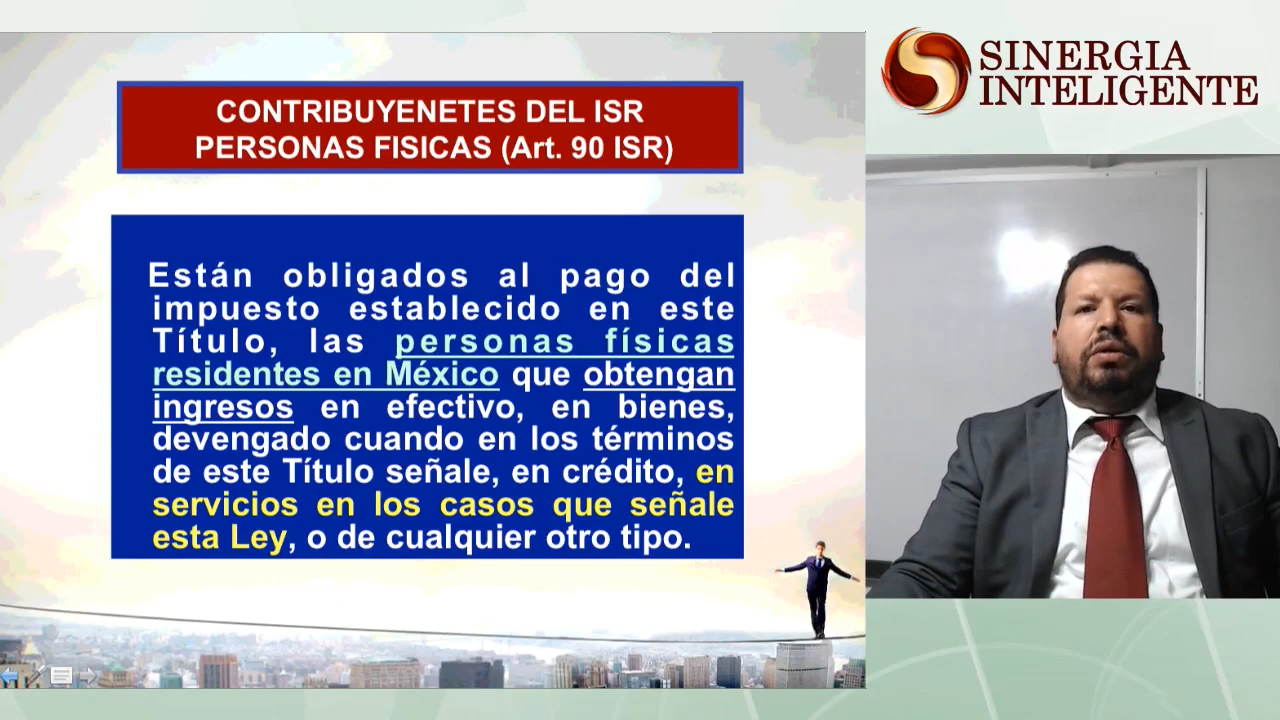 CONTRIBUYENETES DEL ISR
PERSONAS FISICAS (Art. 90 ISR)
Están obligados al pago del
impuesto establecido en este
Título, las personas físicas
residentes en México que obtengan
ingresos en efectivo, en bienes,
devengado cuando en los términos
de este Título señale, en crédito, en
servicios en los casos que señale
esta Ley, o de cualquier otro tipo.
SINERGIA
INTELIGENTE